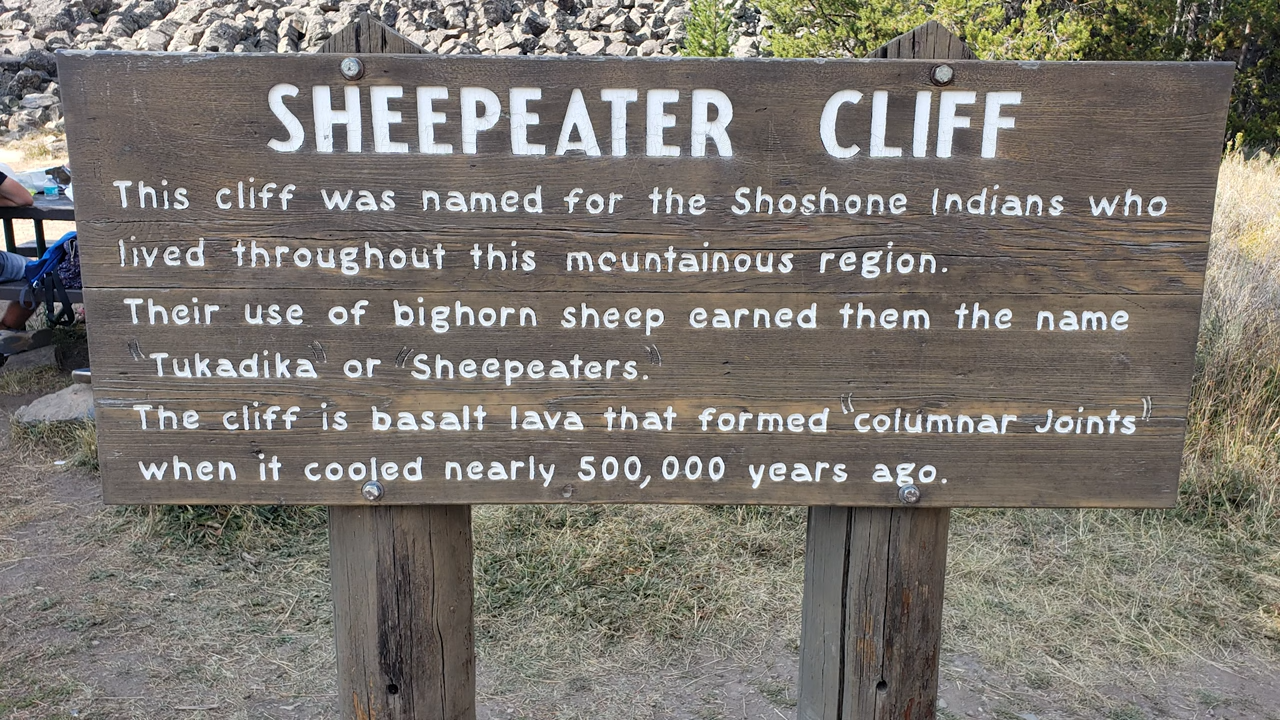 SHEEPEATER CLIFF
This cliff was named for the Shoshone Indians who
lived throughout this mountainous region.
Their use of bighorn sheep earned them the name
"Tukadika" or "Sheepeaters."
The cliff is basalt lava that formed "columnar Joints"
when it cooled nearly 500,000 years ago.